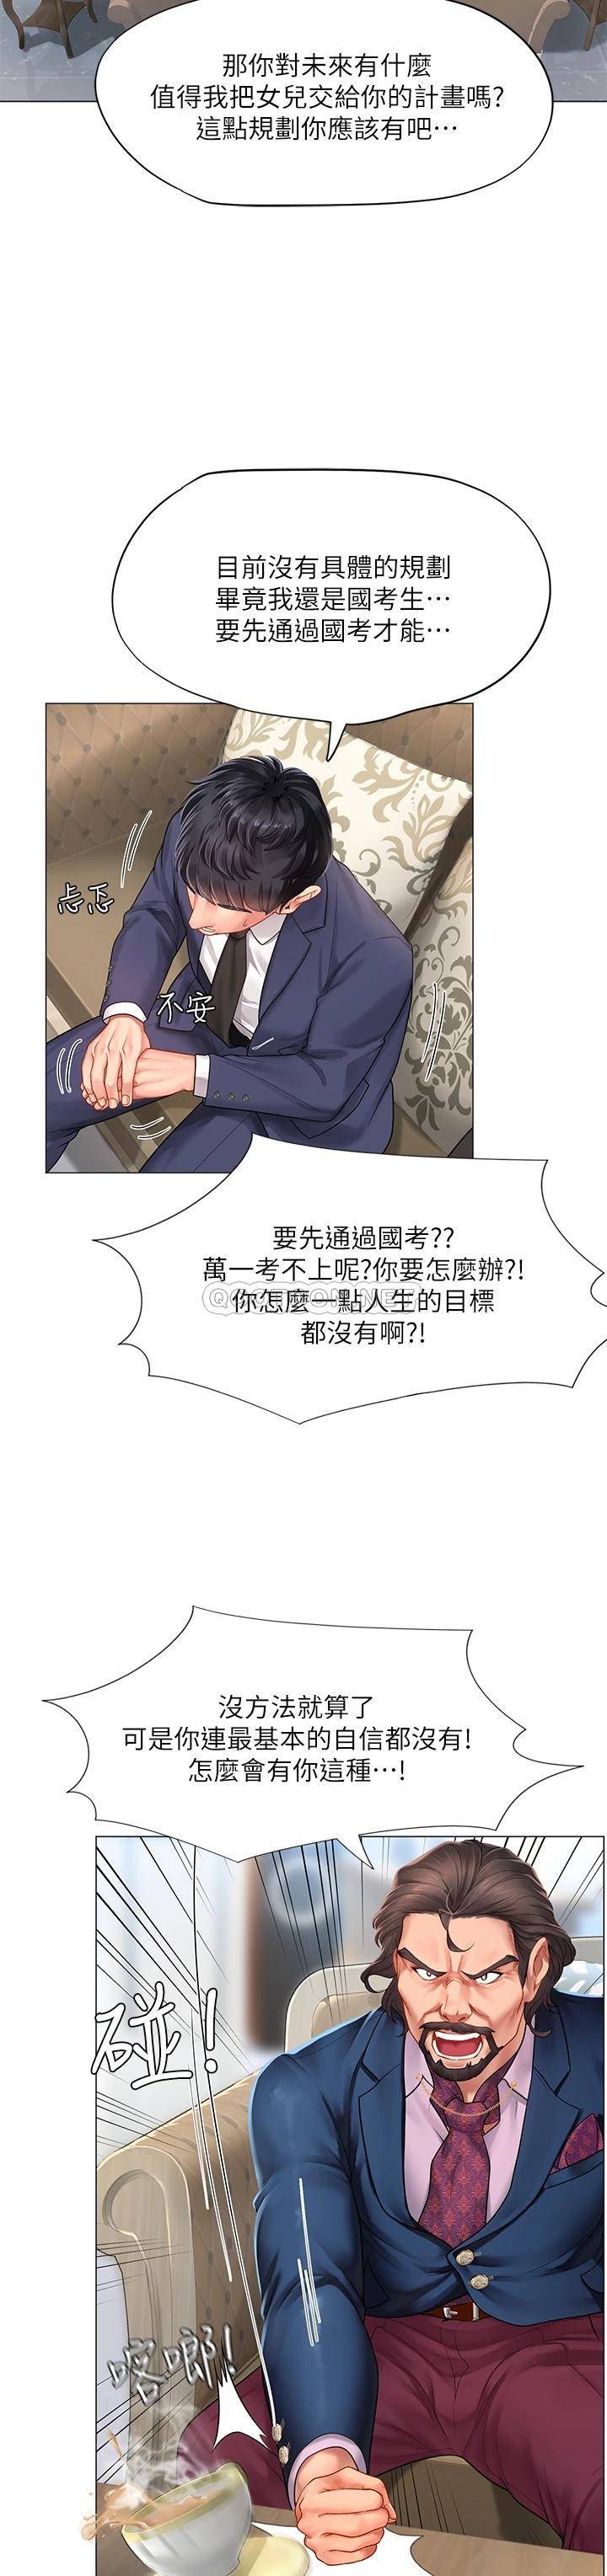 那你對未來有什麼
值得我把女兒交給你的計畫嗎?
這點規劃你應該有吧…
目前沒有具體的規劃
畢竟我還是國考生…
要先通過國考才能…
忐忑
不安
要先通過國考??
萬一考不上呢?你要怎麼辦?!
你怎麼一點人生的目標
都沒有啊?!
沒方法就算了
可是你連最基本的自信都沒有!
怎麼會有你這種…!
碰!
喀啷!